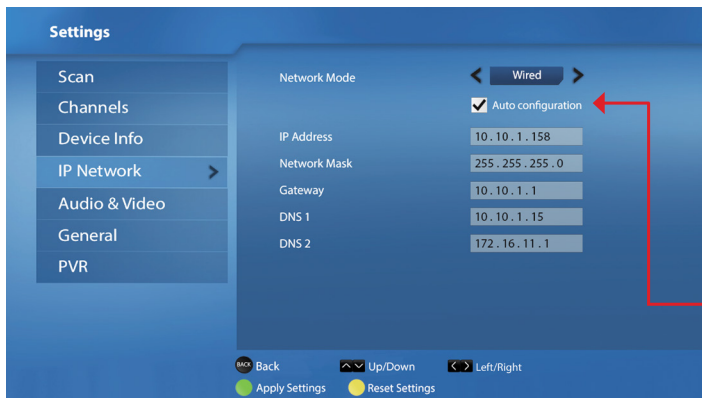 Settings
Scan
Channels
Device Info
IP Network
Audio & Video
General
PVR
Network Mode Wired
Auto configuration
IP Address 10.10.1.158
Network Mask 255.255.255.0
Gateway 10.10.1.1
DNS 1 10.10.1.15
DNS 2 172.16.11.1
BACK Back Up/Down Left/Right
Apply Settings Reset Settings